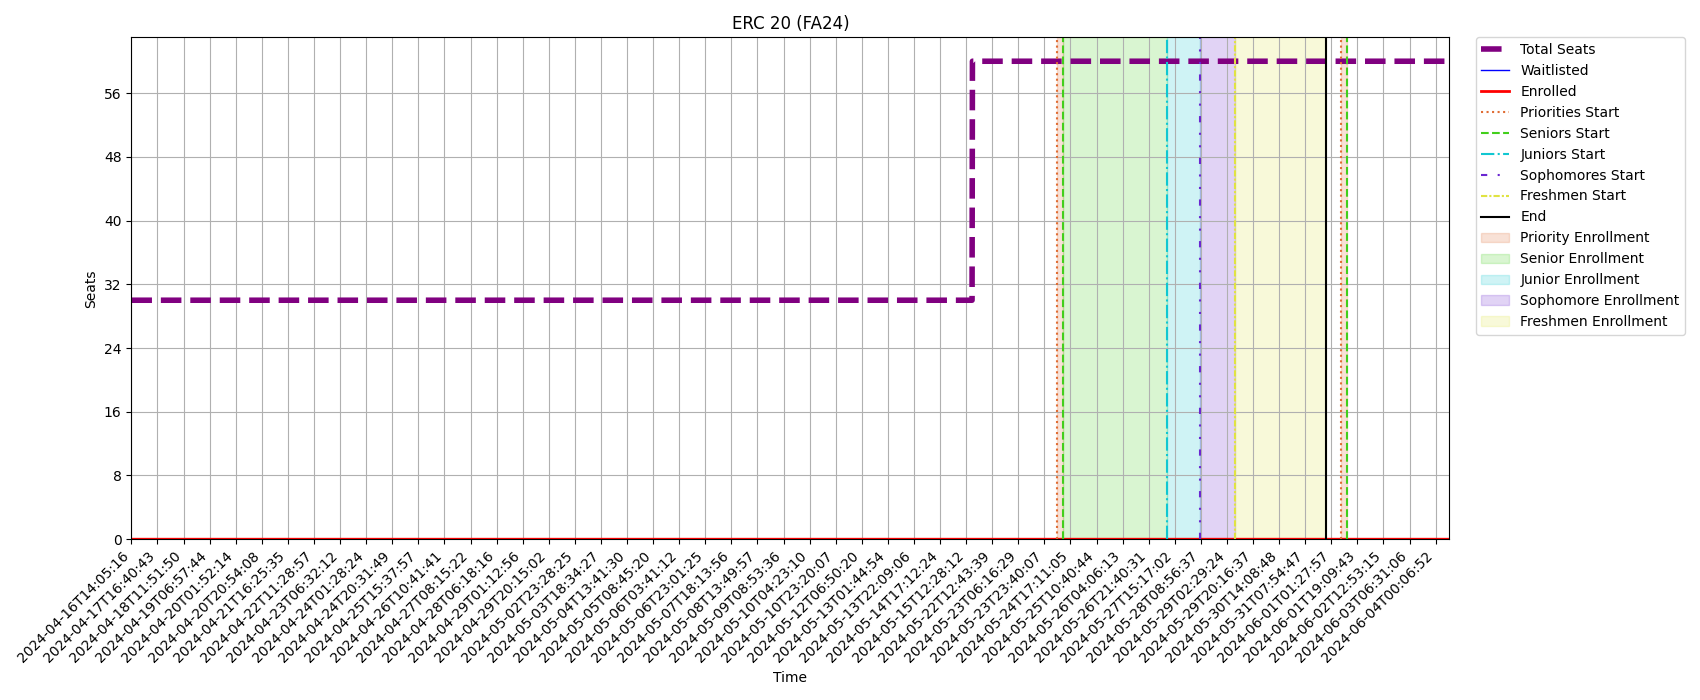 ERC 20 (FA24)
Total Seats
Waitlisted
Enrolled
Priorities Start
Seniors Start
Juniors Start
Sophomores Start
Freshmen Start
End
Priority Enrollment
Senior Enrollment
Junior Enrollment
Sophomore Enrollment
Freshmen Enrollment
Seats
56
48
40
32
24
16
8
0
2024-04-16T14:05:16
2024-04-17T16:40:43
2024-04-18T11:51:50
2024-04-19T06:57:44
2024-04-20T01:52:14
2024-04-20T20:54:08
2024-04-21T16:25:35
2024-04-22T11:28:57
2024-04-23T06:32:12
2024-04-24T01:28:24
2024-04-24T20:31:49
2024-04-25T15:37:57
2024-04-26T10:41:41
2024-04-27T08:15:22
2024-04-28T06:18:16
2024-04-29T01:12:56
2024-04-29T20:15:02
2024-05-02T23:28:25
2024-05-03T18:34:27
2024-05-04T13:41:30
2024-05-05T08:45:20
2024-05-06T03:41:12
2024-05-06T23:01:25
2024-05-07T18:13:56
2024-05-08T13:49:57
2024-05-09T08:53:36
2024-05-10T04:23:10
2024-05-10T23:20:07
2024-05-12T06:50:20
2024-05-13T01:44:54
2024-05-13T22:09:06
2024-05-14T17:12:24
2024-05-15T12:28:12
2024-05-22T12:43:39
2024-05-23T06:16:29
2024-05-23T23:40:07
2024-05-24T17:11:05
2024-05-25T10:40:44
2024-05-26T04:06:13
2024-05-26T21:40:31
2024-05-27T15:17:02
2024-05-28T08:56:37
2024-05-29T02:29:24
2024-05-29T20:16:37
2024-05-30T14:08:48
2024-05-31T07:54:47
2024-06-01T01:27:57
2024-06-01T19:09:43
2024-06-02T12:53:15
2024-06-03T06:31:06
2024-06-04T00:06:52
Time